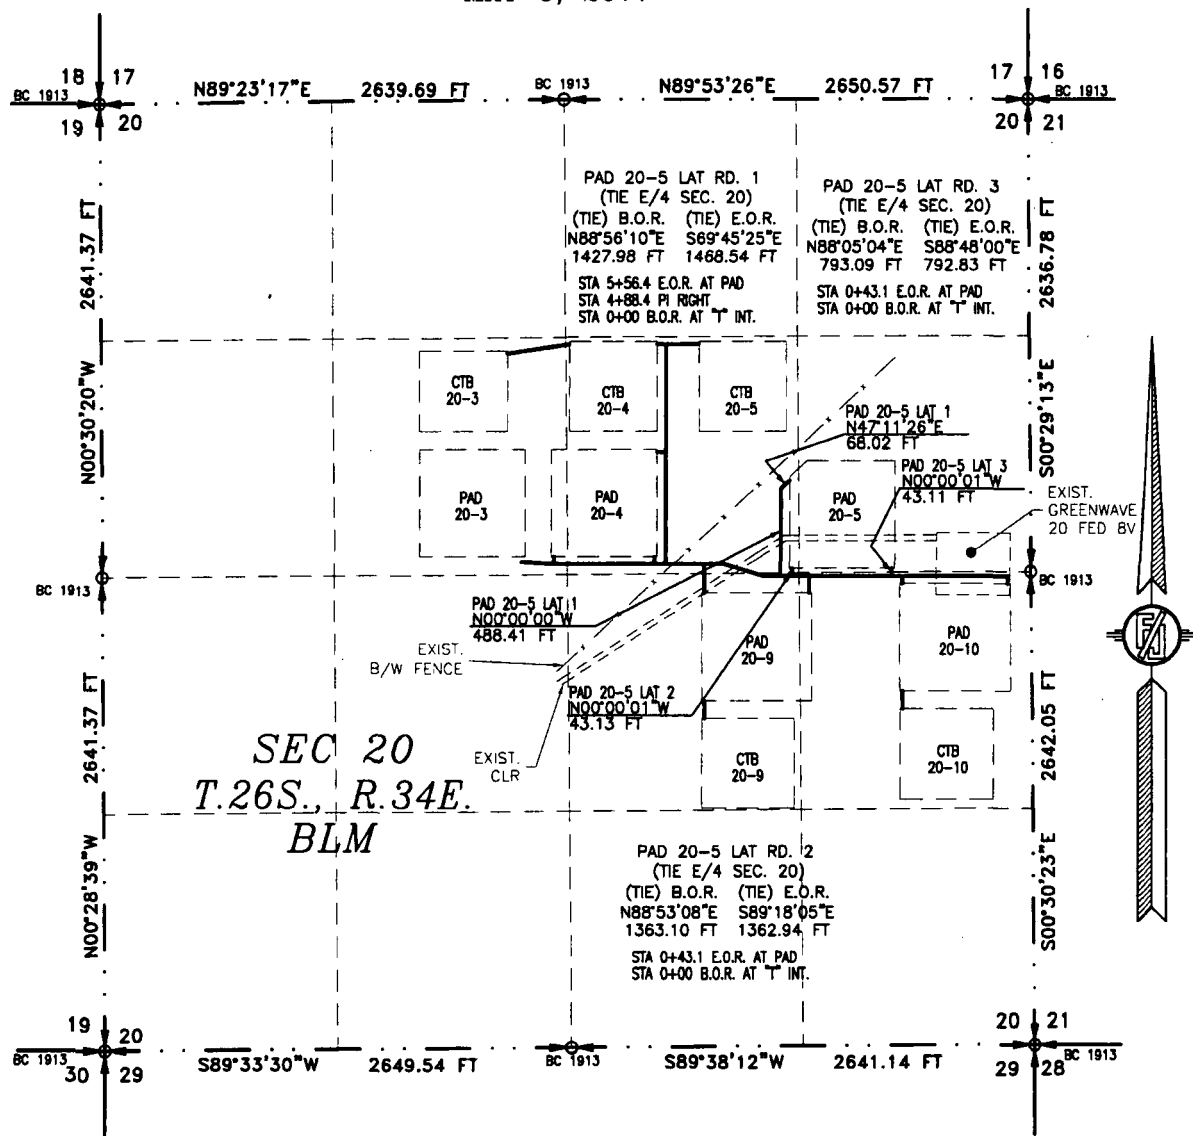 18 17
BC 1913
19 20
N89°23'17"E 2639.69 FT
BC 1913
N89°53'26"E 2650.57 FT
17 16
BC 1913
20 21
2641.37 FT
N00°30'20"W
PAD 20-5 LAT RD. 1
(TIE E/4 SEC. 20)
(TIE) B.O.R. (TIE) E.O.R.
N88°56'10"E S69°45'25"E
1427.98 FT 1468.54 FT
STA 5+56.4 E.O.R. AT PAD
STA 4+88.4 PI RIGHT
STA 0+00 B.O.R. AT "T" INT.
PAD 20-5 LAT RD. 3
(TIE E/4 SEC. 20)
(TIE) B.O.R. (TIE) E.O.R.
N88°05'04"E S88°48'00"E
793.09 FT 792.83 FT
STA 0+43.1 E.O.R. AT PAD
STA 0+00 B.O.R. AT "T" INT.
2636.78 FT
S00°29'13"E
CTB
20-3
CTB
20-4
CTB
20-5
PAD 20-5 LAT 1
N47°11'26"E
68.02 FT
PAD 20-5 LAT 3
N00°00'01"W
43.11 FT
EXIST.
GREENWAVE
20 FED 8V
PAD
20-3
PAD
20-4
PAD
20-5
BC 1913
BC 1913
PAD 20-5 LAT 1
N00°00'00"W
488.41 FT
EXIST.
B/W FENCE
PAD 20-5 LAT 2
N00°00'01"W
43.13 FT
EXIST.
CLR
PAD
20-9
PAD
20-10
CTB
20-9
CTB
20-10
2641.37 FT
N00°28'39"W
SEC 20
T.26S., R.34E.
BLM
2642.05 FT
S00°30'23"E
PAD 20-5 LAT RD. 2
(TIE E/4 SEC. 20)
(TIE) B.O.R. (TIE) E.O.R.
N88°53'08"E S89°18'05"E
1363.10 FT 1362.94 FT
STA 0+43.1 E.O.R. AT PAD
STA 0+00 B.O.R. AT "T" INT.
19 20
BC 1913
30 29
S89°33'30"W 2649.54 FT
BC 1913
S89°38'12"W 2641.14 FT
20 21
BC 1913
29 28